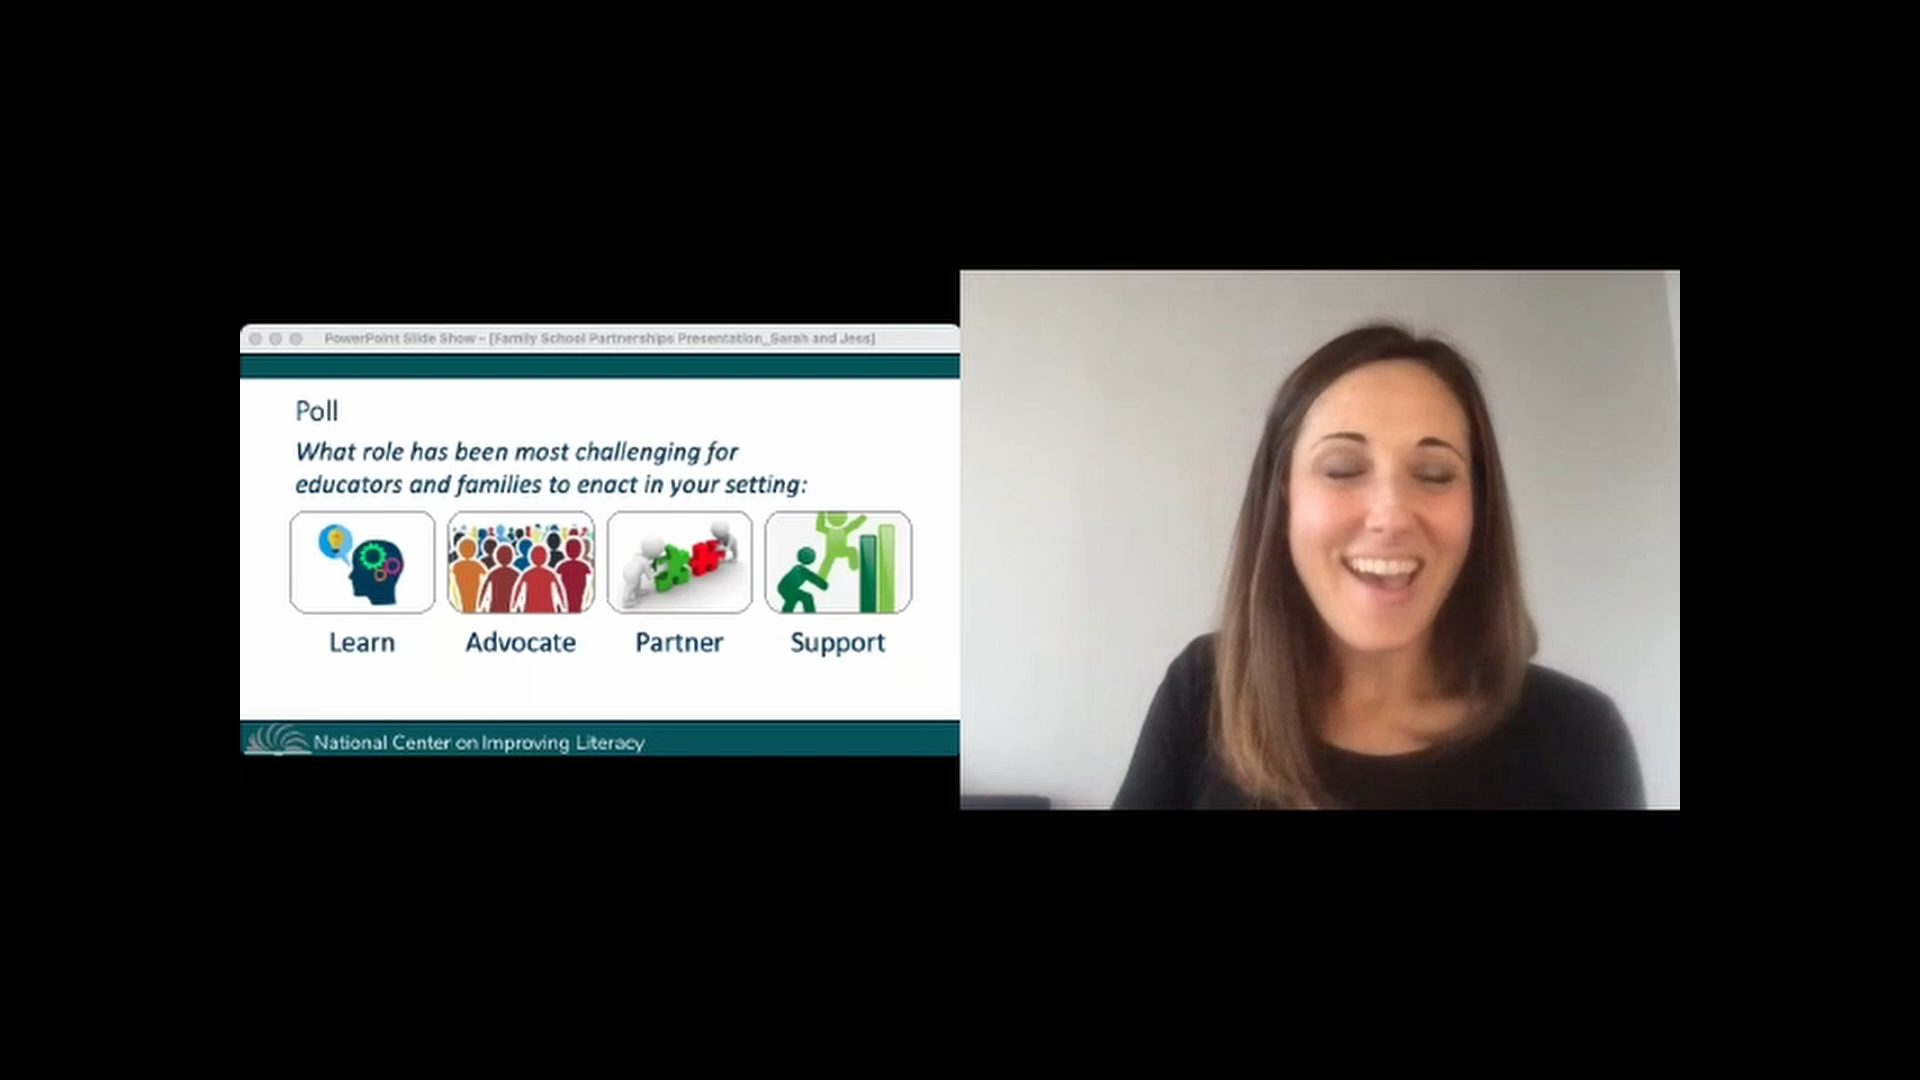 PowerPoint Slide Show - [Family School Partnerships Presentation_Sarah and Jess]
Poll
What role has been most challenging for
educators and families to enact in your setting:
Learn
Advocate
Partner
Support
National Center on Improving Literacy